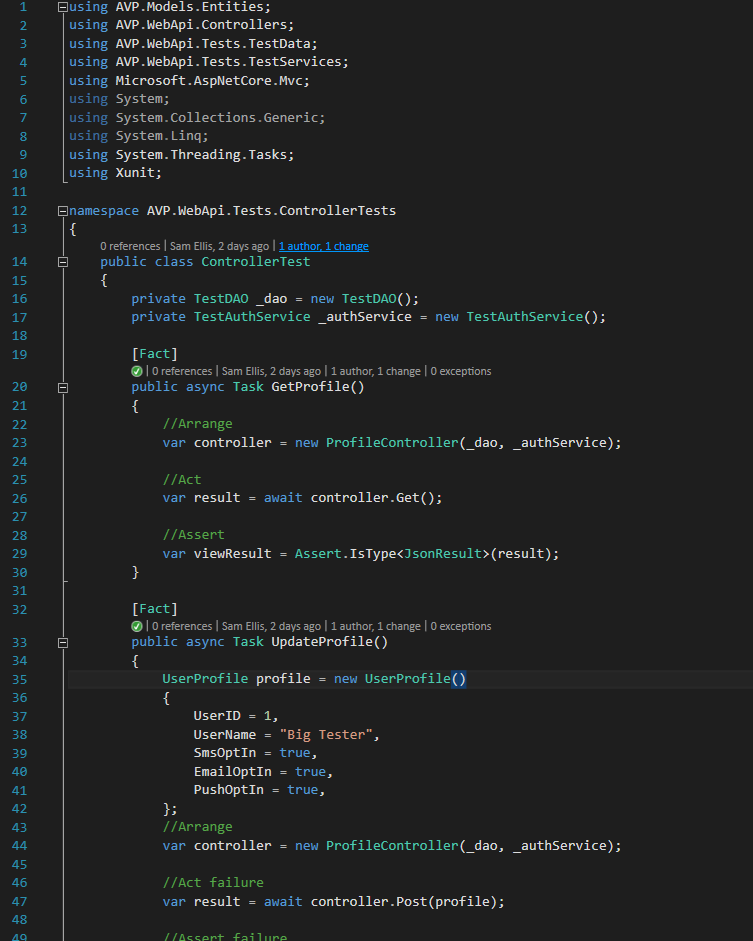 1 using AVP.Models.Entities;
2 using AVP.WebApi.Controllers;
3 using AVP.WebApi.Tests.TestData;
4 using AVP.WebApi.Tests.TestServices;
5 using Microsoft.AspNetCore.Mvc;
6 using System;
7 using System.Collections.Generic;
8 using System.Linq;
9 using System.Threading.Tasks;
10 using Xunit;
11
12 namespace AVP.WebApi.Tests.ControllerTests
13 {
0 references | Sam Ellis, 2 days ago | 1 author, 1 change
14 public class ControllerTest
15 {
16 private TestDAO _dao = new TestDAO();
17 private TestAuthService _authService = new TestAuthService();
18
19 [Fact]
| 0 references | Sam Ellis, 2 days ago | 1 author, 1 change | 0 exceptions
20 public async Task GetProfile()
21 {
22 //Arrange
23 var controller = new ProfileController(_dao, _authService);
24
25 //Act
26 var result = await controller.Get();
27
28 //Assert
29 var viewResult = Assert.IsType<JsonResult>(result);
30 }
31
32 [Fact]
| 0 references | Sam Ellis, 2 days ago | 1 author, 1 change | 0 exceptions
33 public async Task UpdateProfile()
34 {
35 UserProfile profile = new UserProfile()
36 {
37 UserID = 1,
38 UserName = "Big Tester",
39 SmsOptIn = true,
40 EmailOptIn = true,
41 PushOptIn = true,
42 };
43 //Arrange
44 var controller = new ProfileController(_dao, _authService);
45
46 //Act failure
47 var result = await controller.Post(profile);
48
49 //Assert failure